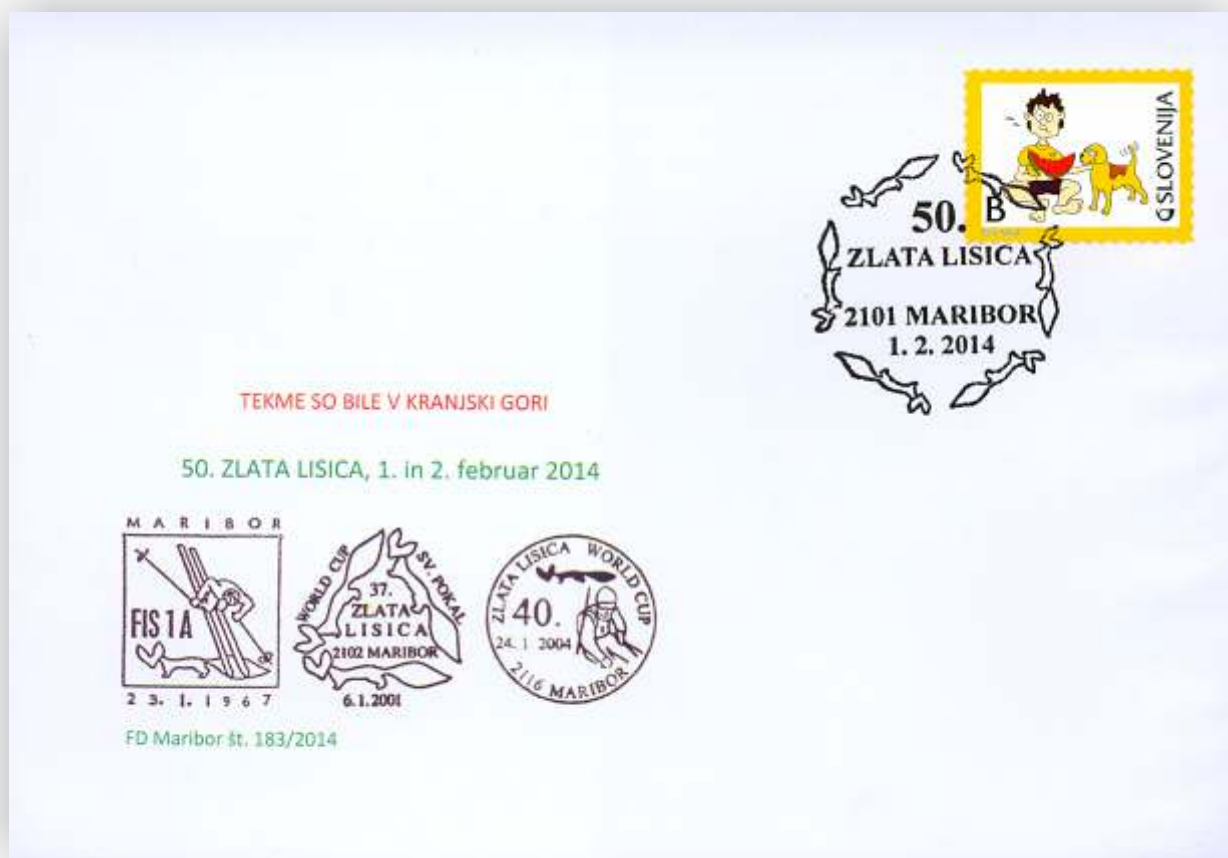 SLOVENIJA
B
50.
ZLATA LISICA
2101 MARIBOR
1. 2. 2014
TEKME SO BILE V KRANJSKI GORI
50. ZLATA LISICA, 1. in 2. februar 2014
MARIBOR
FIS 1A
23. 1. 1967
WORLD CUP
SV. POKAL
37.
ZLATA
LISICA
2102 MARIBOR
6.1.2001
ZLATA LISICA WORLD CUP
40.
24. 1 2004
2116 MARIBOR
FD Maribor št. 183/2014